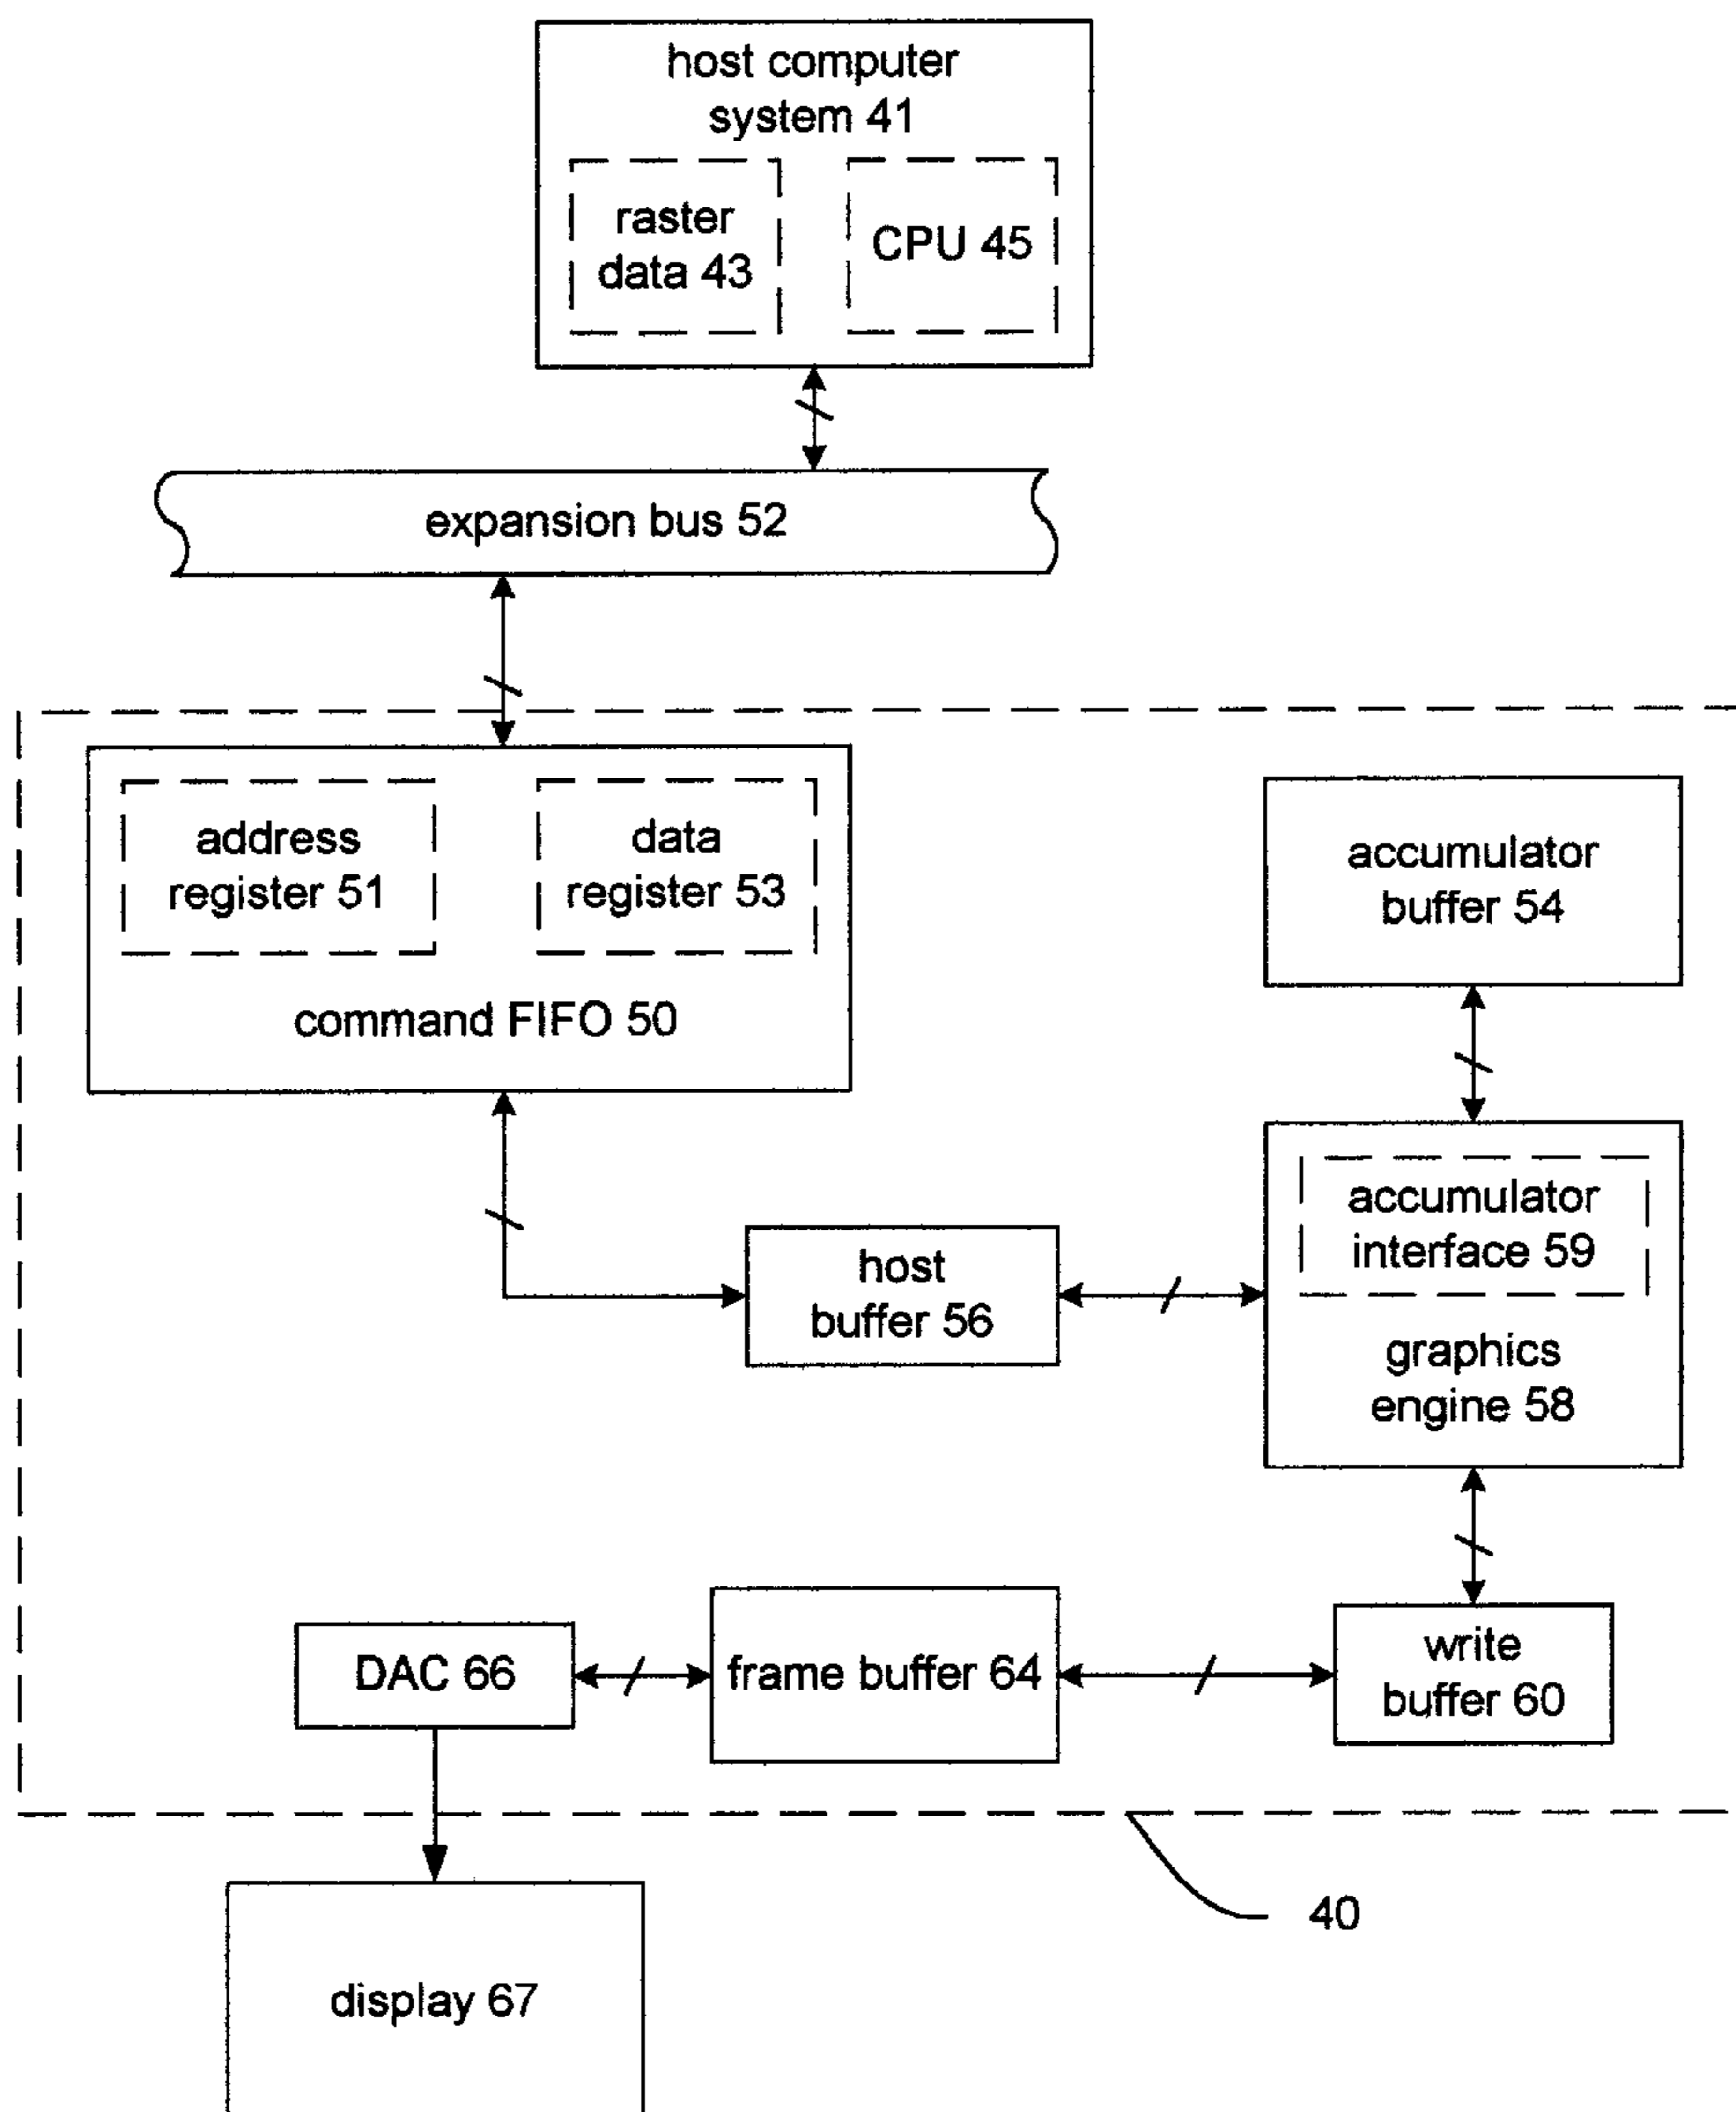 host computer
system 41
raster
data 43
CPU 45
expansion bus 52
address
register 51
data
register 53
command FIFO 50
accumulator
buffer 54
accumulator
interface 59
graphics
engine 58
host
buffer 56
DAC 66
frame buffer 64
write
buffer 60
40
display 67